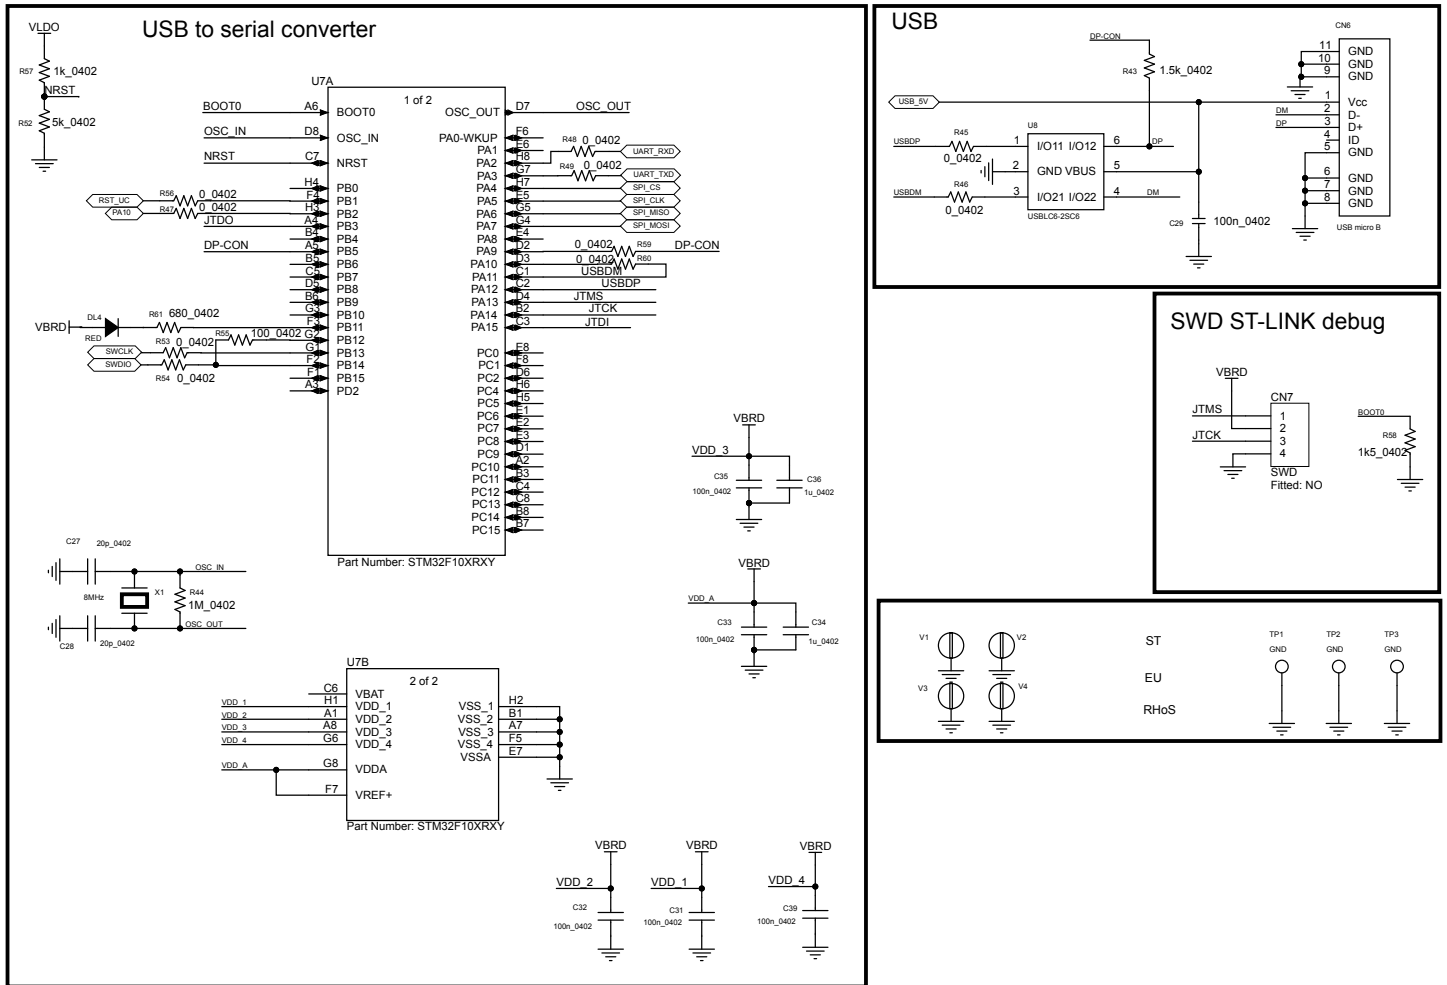 USB to serial converter
VLDO
R57 1k_0402
NRST
R52 5k_0402
U7A
1 of 2
BOOT0 A6 BOOT0
OSC_OUT D7 OSC_OUT
OSC_IN D8 OSC_IN
NRST C7 NRST
PA0-WKUP F6
PA1 E6
PA2 H8 R48 0_0402 UART_RXD
PA3 G7 R49 0_0402 UART_TXD
PA4 H7 SPI_CS
PA5 E5 SPI_CLK
PA6 G5 SPI_MISO
PA7 G4 SPI_MOSI
PA8 E4
PA9 D2 0_0402 R59 DP-CON
PA10 D3 0_0402 R60
PA11 C1 USBDM
PA12 C2 USBDP
PA13 D4 JTMS
PA14 B2 JTCK
PA15 C3 JTDI
H4 PB0
RST_UC R56 0_0402 F4 PB1
PA10 R47 0_0402 H3 PB2
JTDO A4 PB3
B4 PB4
DP-CON A5 PB5
B5 PB6
C5 PB7
D5 PB8
B6 PB9
G3 PB10
VBRD DL4 RED R61 680_0402 F3 PB11
R55 100_0402 G2 PB12
SWCLK R53 0_0402 G PB13
SWDIO R54 0_0402 F2 PB14
F PB15
A3 PD2
PC0 E8
PC1 F8
PC2 D6
PC4 H6
PC5 H5
PC6 E1
PC7 E2
PC8 E3
PC9 D1
PC10 A2
PC11 B3
PC12 C4
PC13 C8
PC14 B8
PC15 B7
Part Number: STM32F10XRXY
C27 20p_0402
OSC_IN
8MHz X1 R44
1M_0402
OSC_OUT
C28 20p_0402
U7B
2 of 2
C6 VBAT
VDD_1 H1 VDD_1
VDD_2 A1 VDD_2
VDD_3 A8 VDD_3
VDD_4 G6 VDD_4
VDD_A G8 VDDA
F7 VREF+
VSS_1 H2
VSS_2 B1
VSS_3 A7
VSS_4 F5
VSSA E7
Part Number: STM32F10XRXY
VBRD
VDD_3
C35 C36
100n_0402 1u_0402
VBRD
VDD_A
C33 C34
100n_0402 1u_0402
VBRD VBRD VBRD
VDD_2 VDD_1 VDD_4
C32 C31 C39
100n_0402 100n_0402 100n_0402
USB
DP-CON
R43 1.5k_0402
USB_5V
U8
USBDP R45 0_0402 1 I/O11 I/O12 6 DP
2 GND VBUS 5
USBDM R46 0_0402 3 I/O21 I/O22 4 DM
USBLC6-2SC6
C29 100n_0402
CN6
11 GND
10 GND
9 GND
1 Vcc
DM 2 D-
DP 3 D+
4 ID
5 GND
6 GND
7 GND
8 GND
USB micro B
SWD ST-LINK debug
VBRD
CN7
JTMS 1
2
JTCK 3
4
SWD
Fitted: NO
BOOT0
R58
1k5_0402
V1 V2
V3 V4
ST
EU
RHoS
TP1 TP2 TP3
GND GND GND